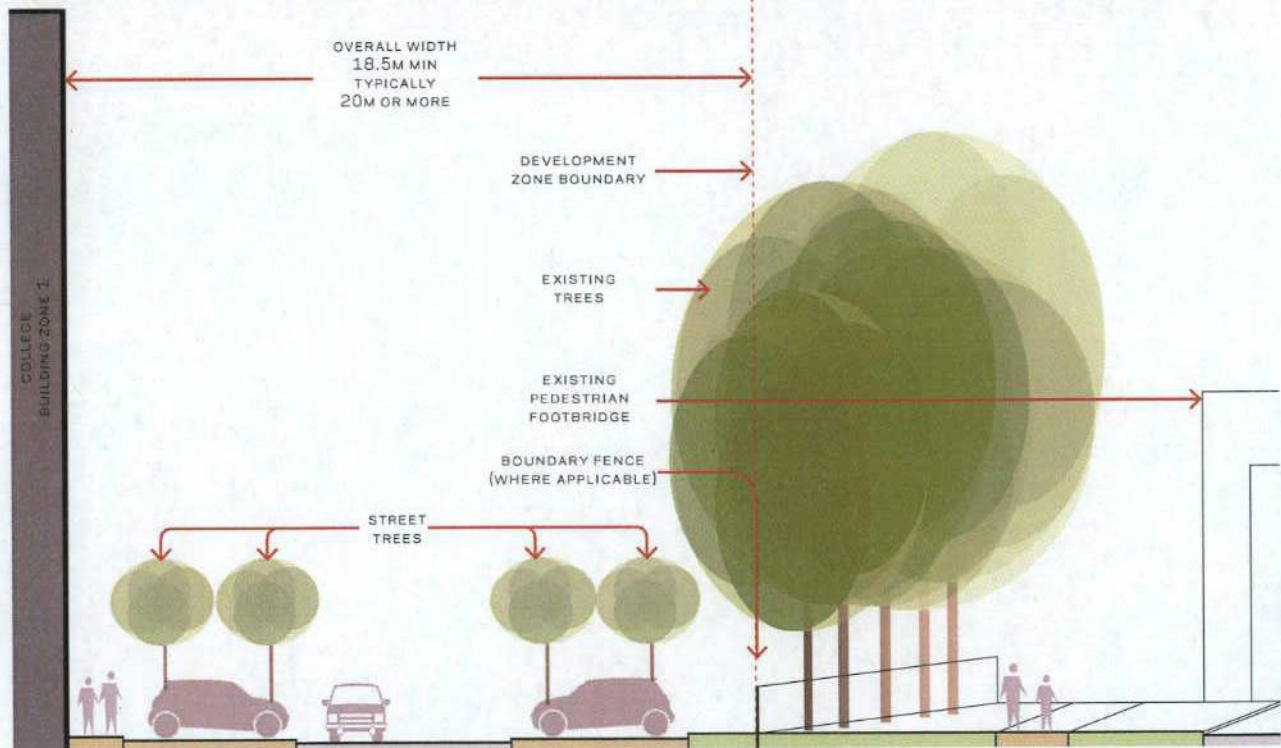 OVERALL WIDTH
18.5M MIN
TYPICALLY
20M OR MORE
DEVELOPMENT
ZONE BOUNDARY
EXISTING
TREES
EXISTING
PEDESTRIAN
FOOTBRIDGE
BOUNDARY FENCE
(WHERE APPLICABLE)
STREET
TREES
COLLEGE
BUILDING ZONE 1